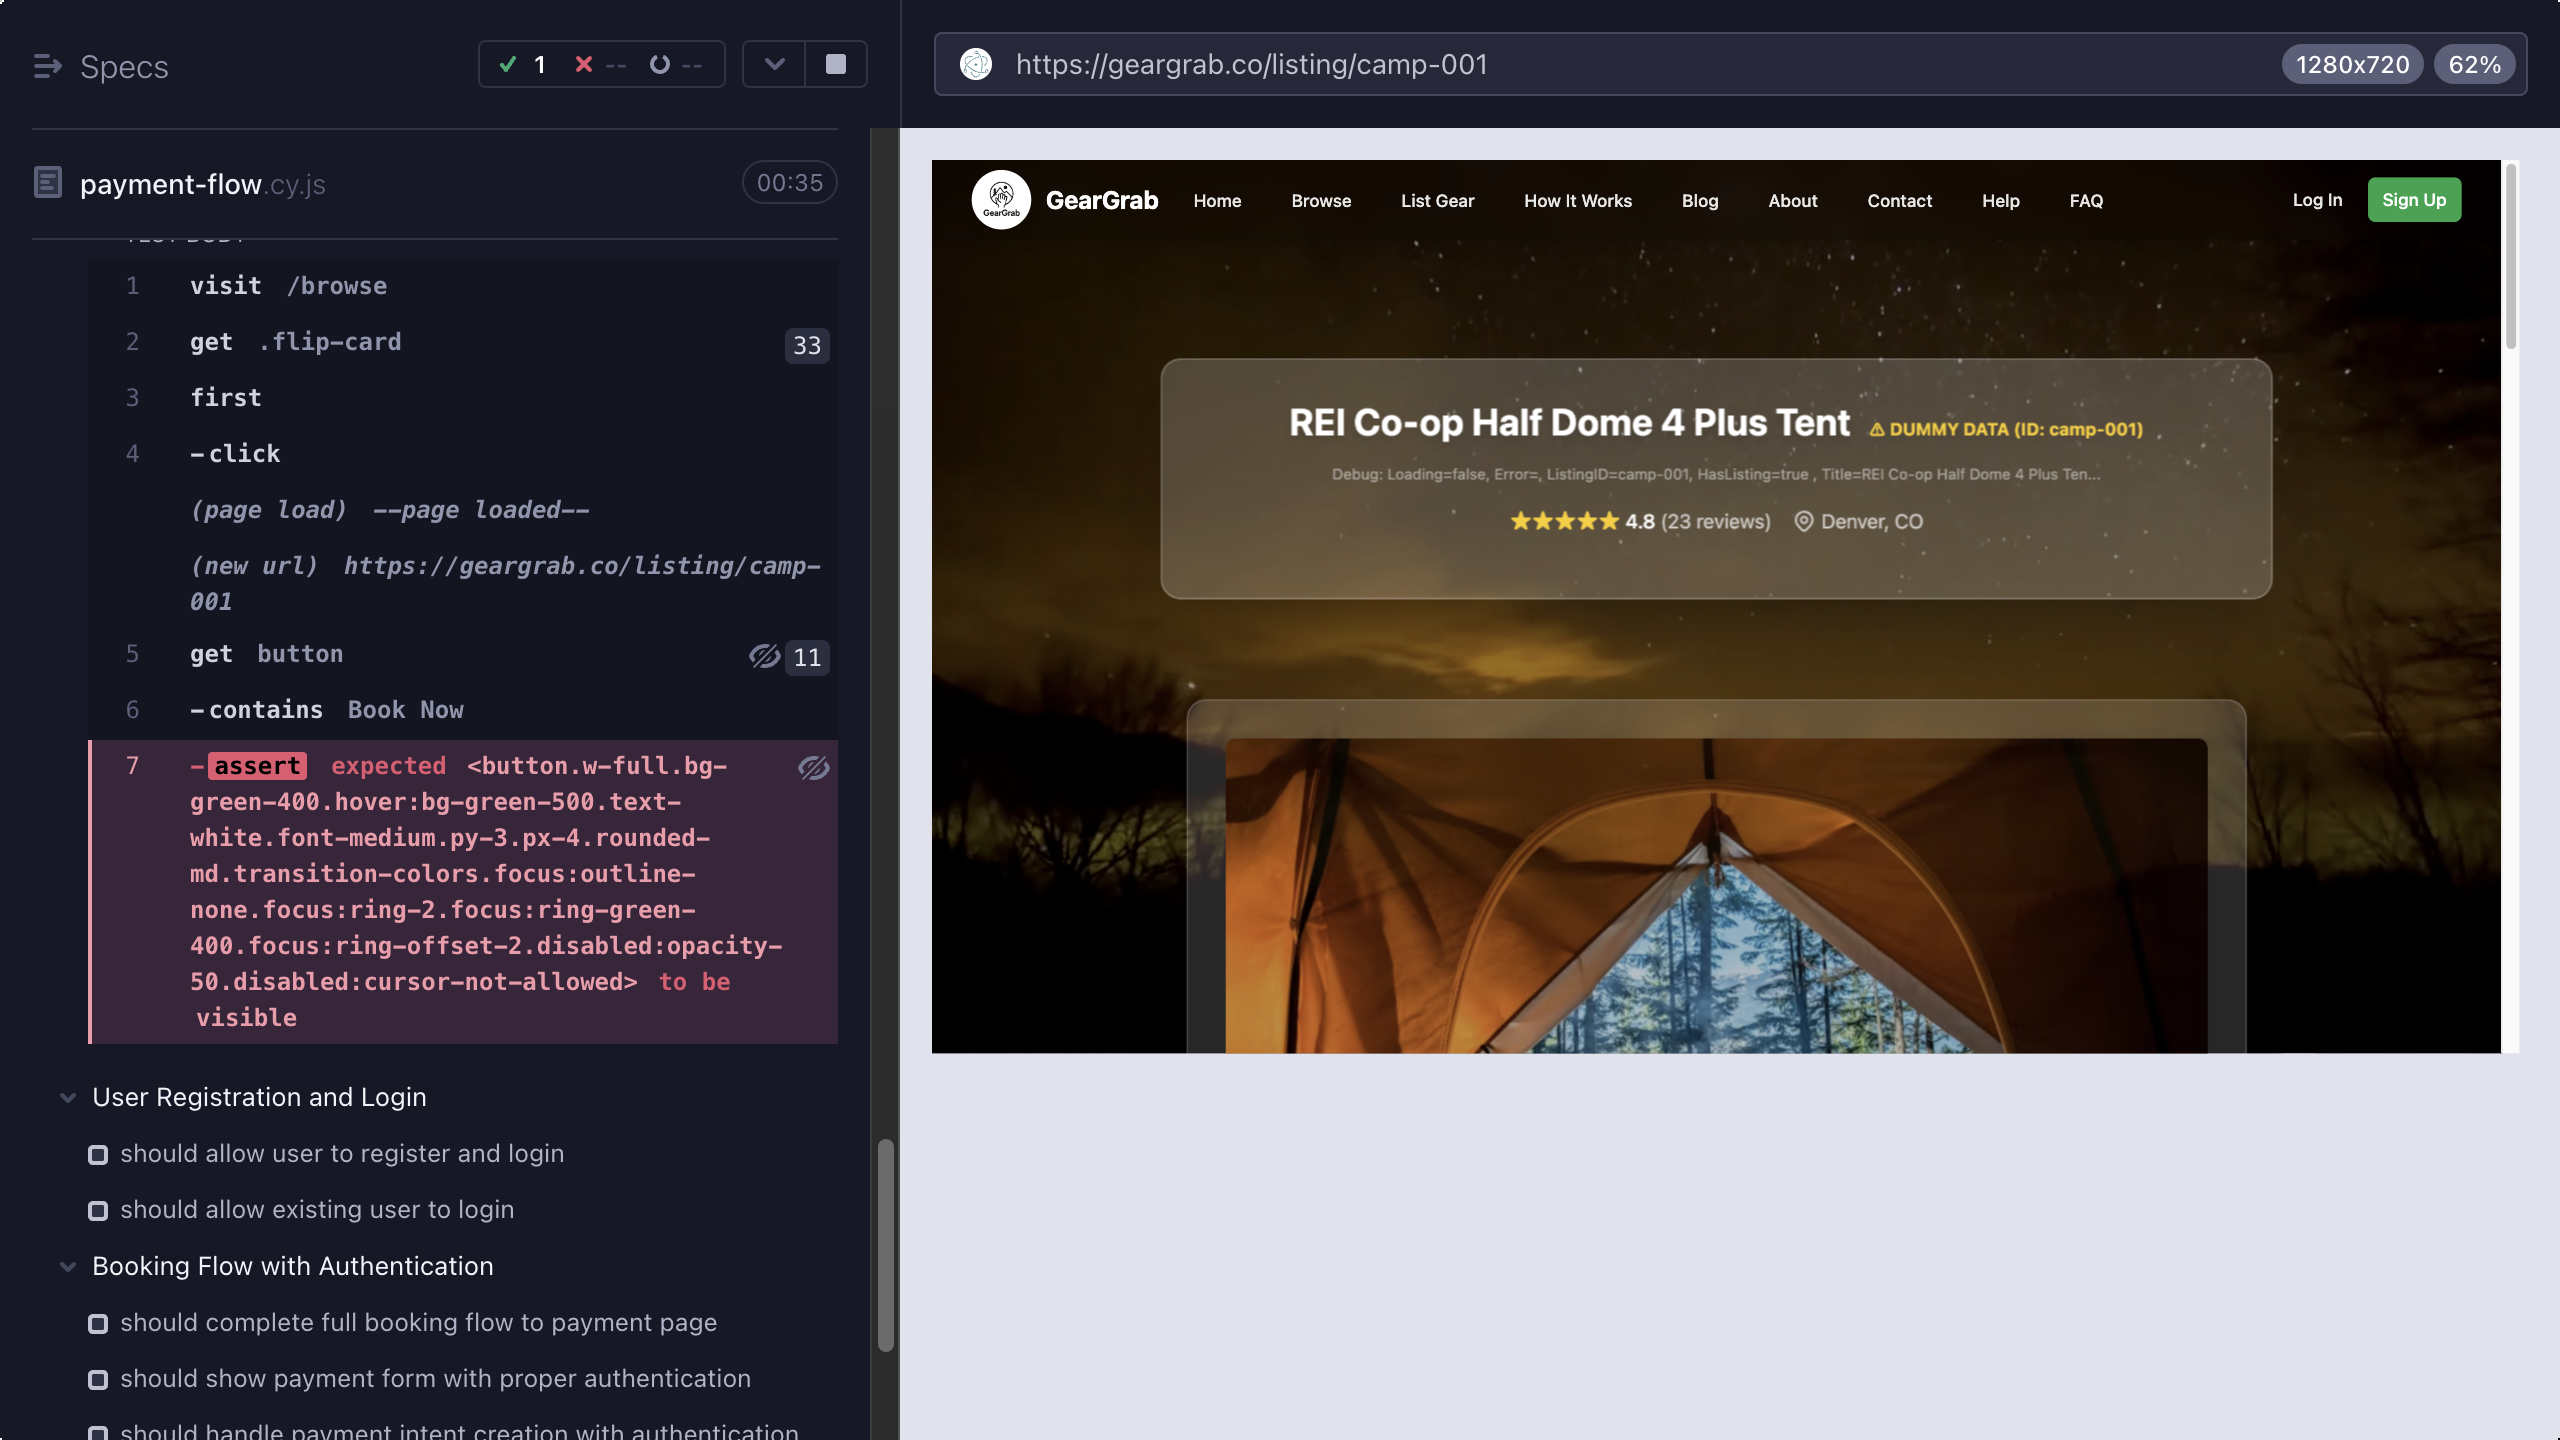 Specs
1
--
--
payment-flow.cy.js
00:35
1 visit /browse
2 get .flip-card 33
3 first
4 -click
(page load) --page loaded--
(new url) https://geargrab.co/listing/camp-
001
5 get button 11
6 -contains Book Now
7 -assert expected <button.w-full.bg-
green-400.hover:bg-green-500.text-
white.font-medium.py-3.px-4.rounded-
md.transition-colors.focus:outline-
none.focus:ring-2.focus:ring-green-
400.focus:ring-offset-2.disabled:opacity-
50.disabled:cursor-not-allowed> to be
visible
User Registration and Login
should allow user to register and login
should allow existing user to login
Booking Flow with Authentication
should complete full booking flow to payment page
should show payment form with proper authentication
should handle payment intent creation with authentication
https://geargrab.co/listing/camp-001
1280x720
62%
GearGrab
GearGrab
Home
Browse
List Gear
How It Works
Blog
About
Contact
Help
FAQ
Log In
Sign Up
REI Co-op Half Dome 4 Plus Tent ⚠ DUMMY DATA (ID: camp-001)
Debug: Loading=false, Error=, ListingID=camp-001, HasListing=true , Title=REI Co-op Half Dome 4 Plus Ten...
★★★★★ 4.8 (23 reviews) Denver, CO